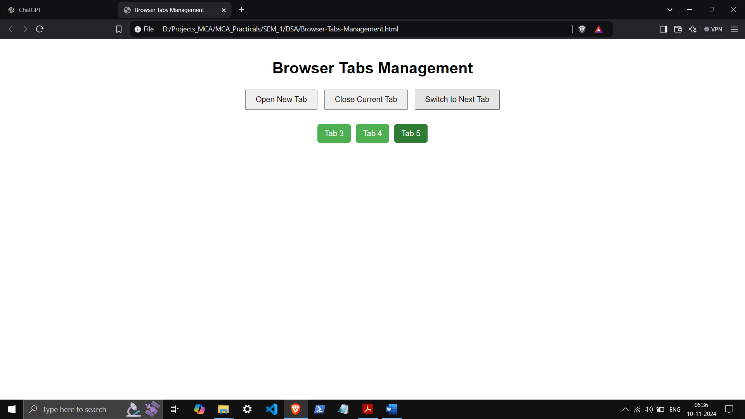 ChatGPT
Browser Tabs Management
File D:/Projects_MCA/MCA_Practicals/SEM_1/DSA/Browser-Tabs-Management.html
VPN
Browser Tabs Management
Open New Tab Close Current Tab Switch to Next Tab
Tab 3 Tab 4 Tab 5
Type here to search
ENG
05:36
10-11-2024